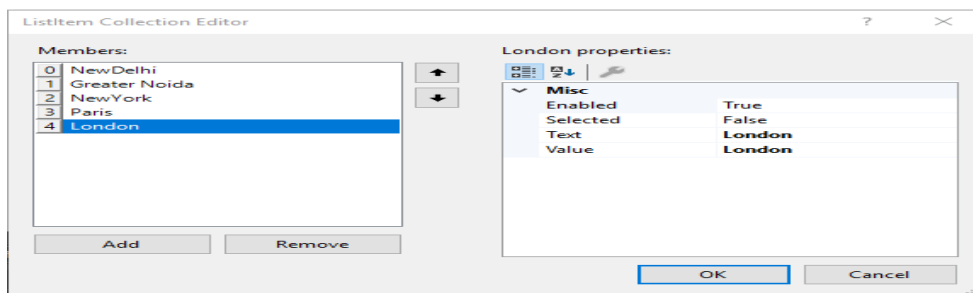 ListItem Collection Editor
?
Members:
0 NewDelhi
1 Greater Noida
2 NewYork
3 Paris
4 London
Add
Remove
London properties:
Misc
Enabled True
Selected False
Text London
Value London
OK
Cancel